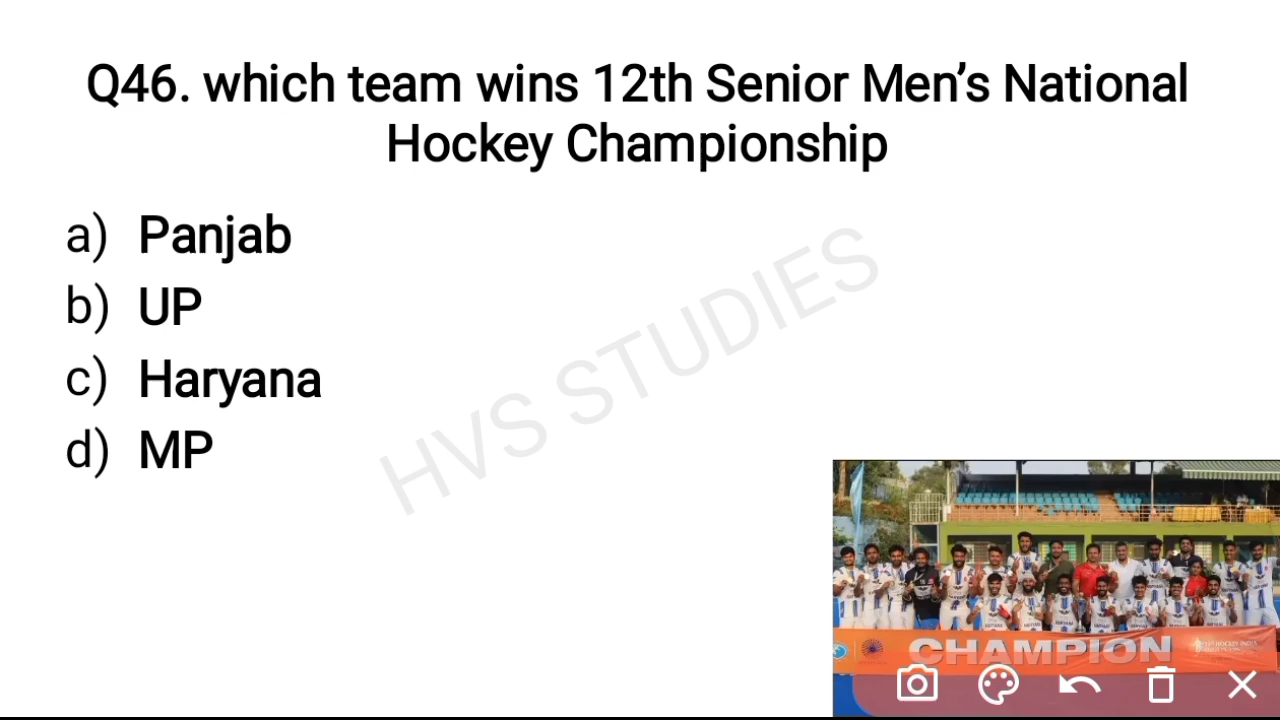 Q46. which team wins 12th Senior Men’s National
Hockey Championship
a) Panjab
b) UP
c) Haryana
d) MP
HVS STUDIES
CHAMPION